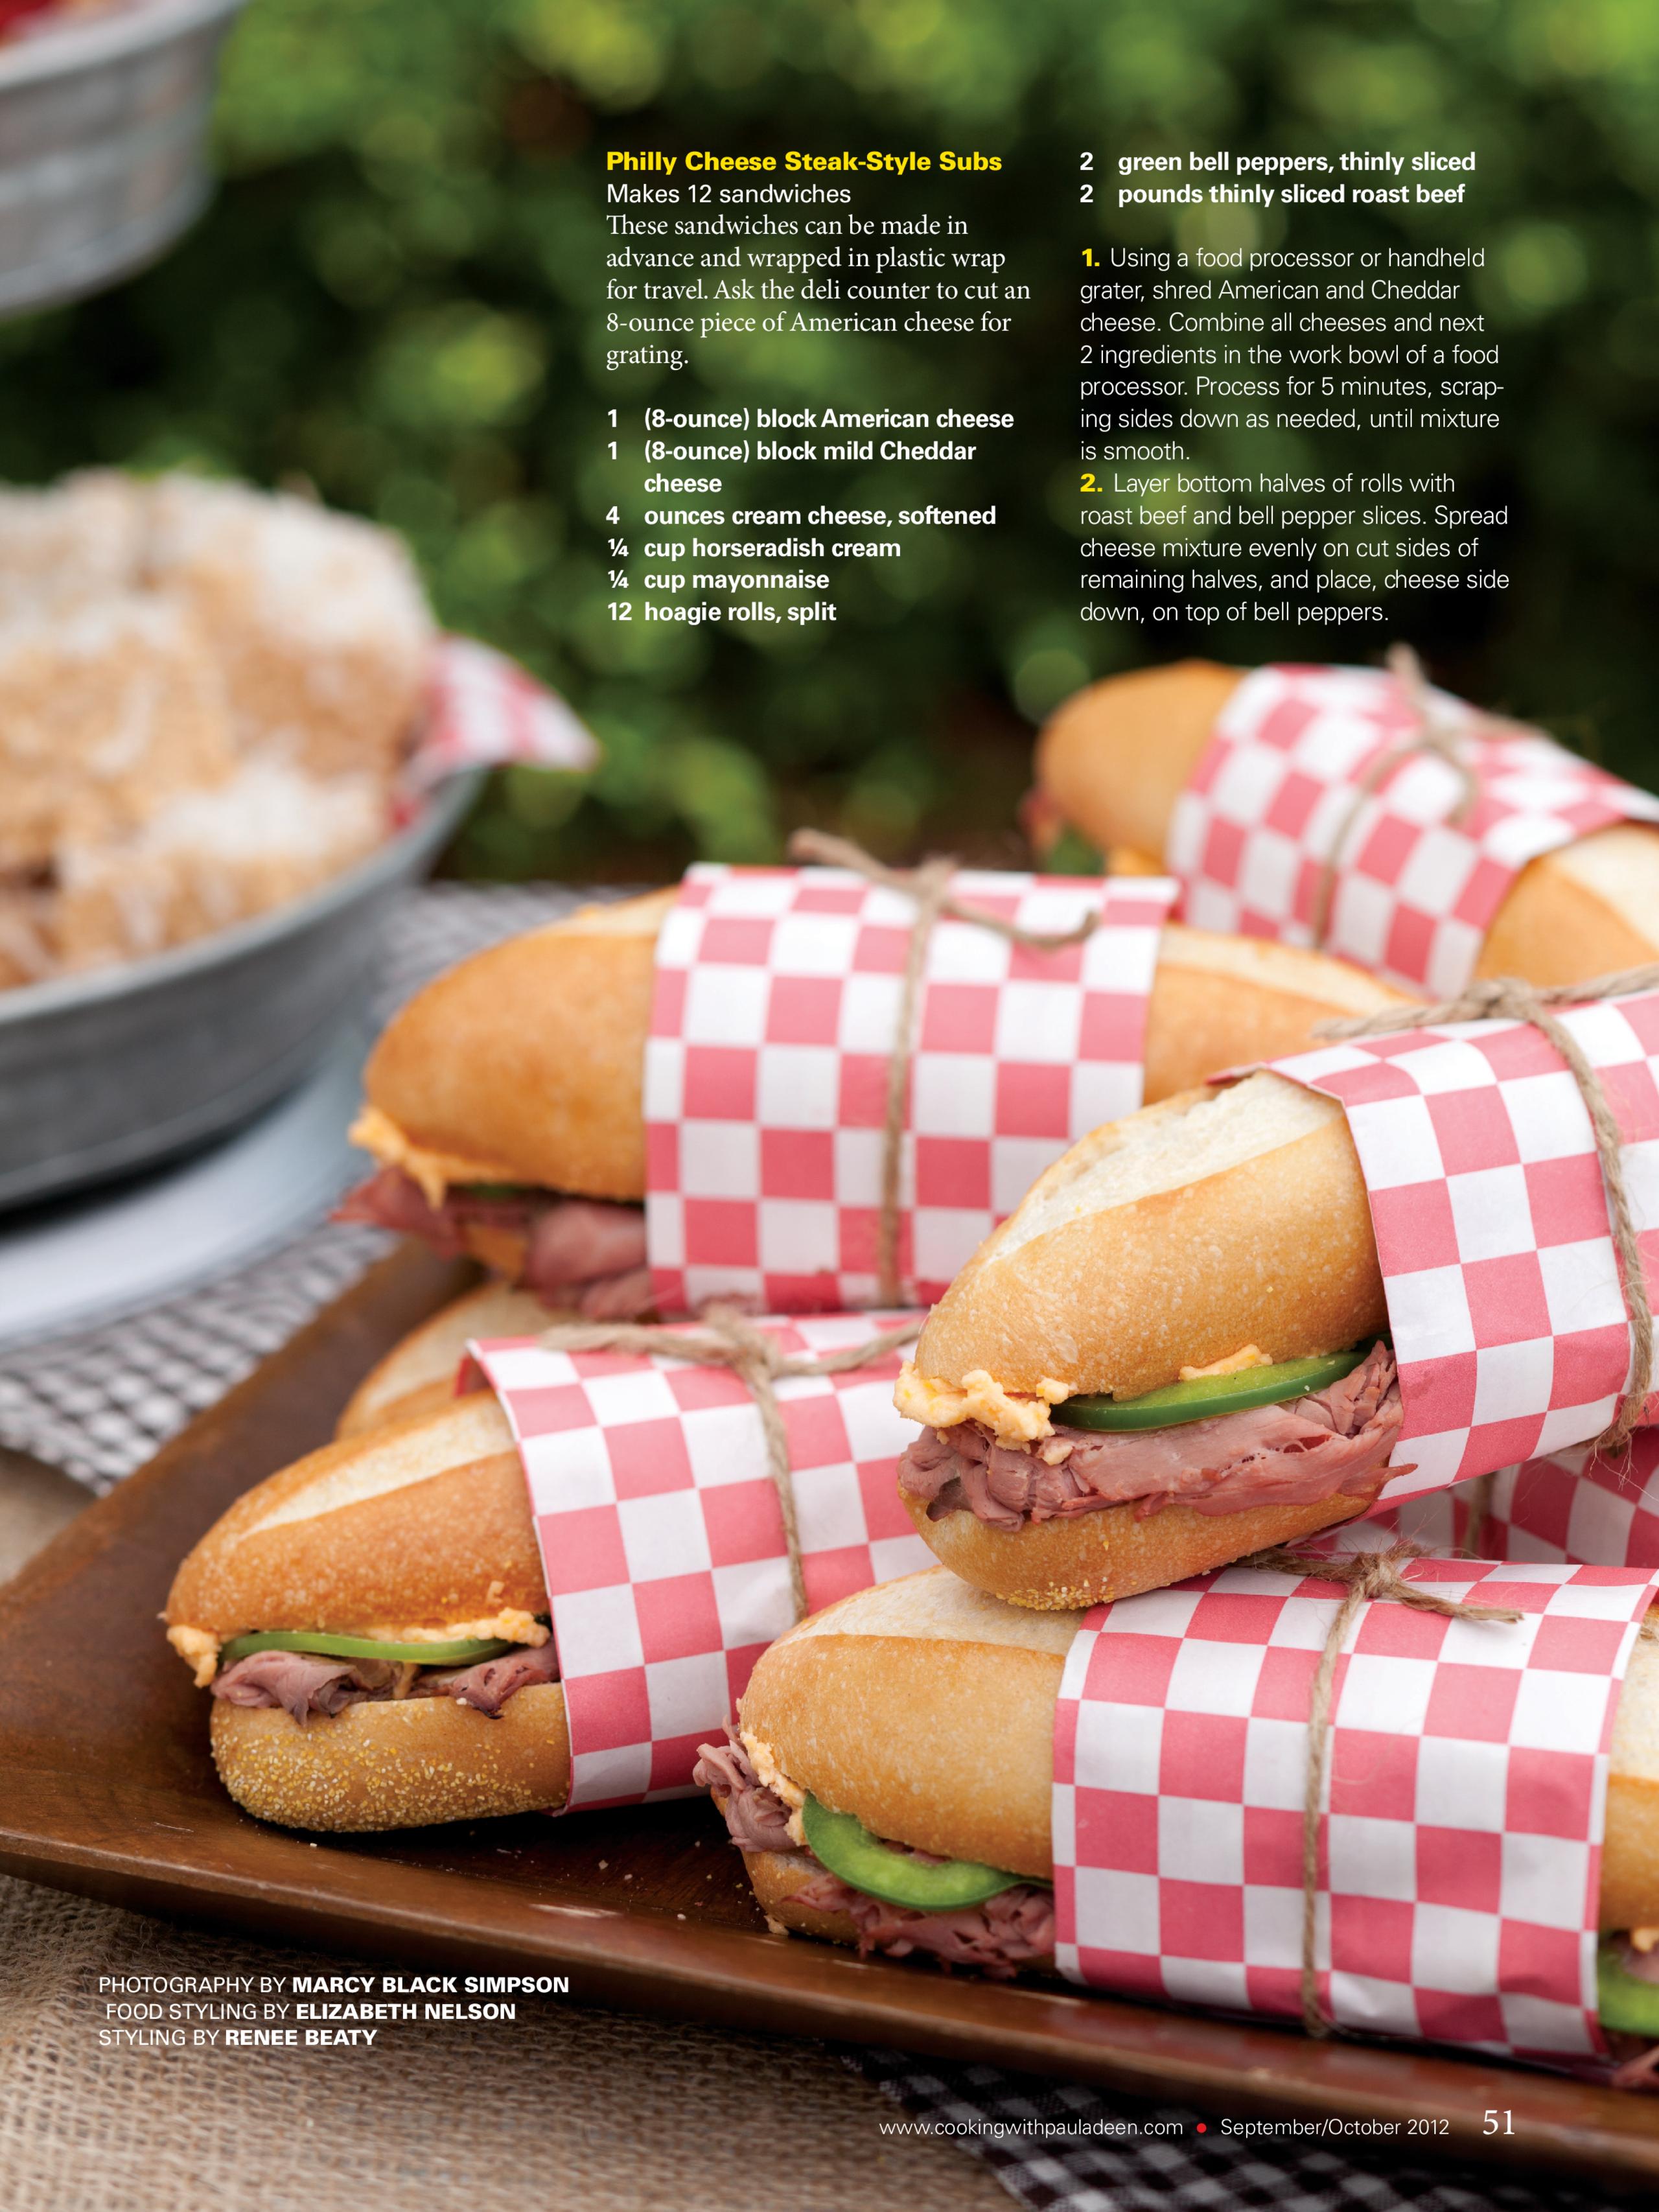 Philly Cheese Steak-Style Subs
Makes 12 sandwiches
These sandwiches can be made in
advance and wrapped in plastic wrap
for travel. Ask the deli counter to cut an
8-ounce piece of American cheese for
grating.
1 (8-ounce) block American cheese
1 (8-ounce) block mild Cheddar
cheese
4 ounces cream cheese, softened
¼ cup horseradish cream
¼ cup mayonnaise
12 hoagie rolls, split
2 green bell peppers, thinly sliced
2 pounds thinly sliced roast beef
1. Using a food processor or handheld
grater, shred American and Cheddar
cheese. Combine all cheeses and next
2 ingredients in the work bowl of a food
processor. Process for 5 minutes, scrap-
ing sides down as needed, until mixture
is smooth.
2. Layer bottom halves of rolls with
roast beef and bell pepper slices. Spread
cheese mixture evenly on cut sides of
remaining halves, and place, cheese side
down, on top of bell peppers.
PHOTOGRAPHY BY MARCY BLACK SIMPSON
FOOD STYLING BY ELIZABETH NELSON
STYLING BY RENEE BEATY
www.cookingwithpauladeen.com • September/October 2012 51